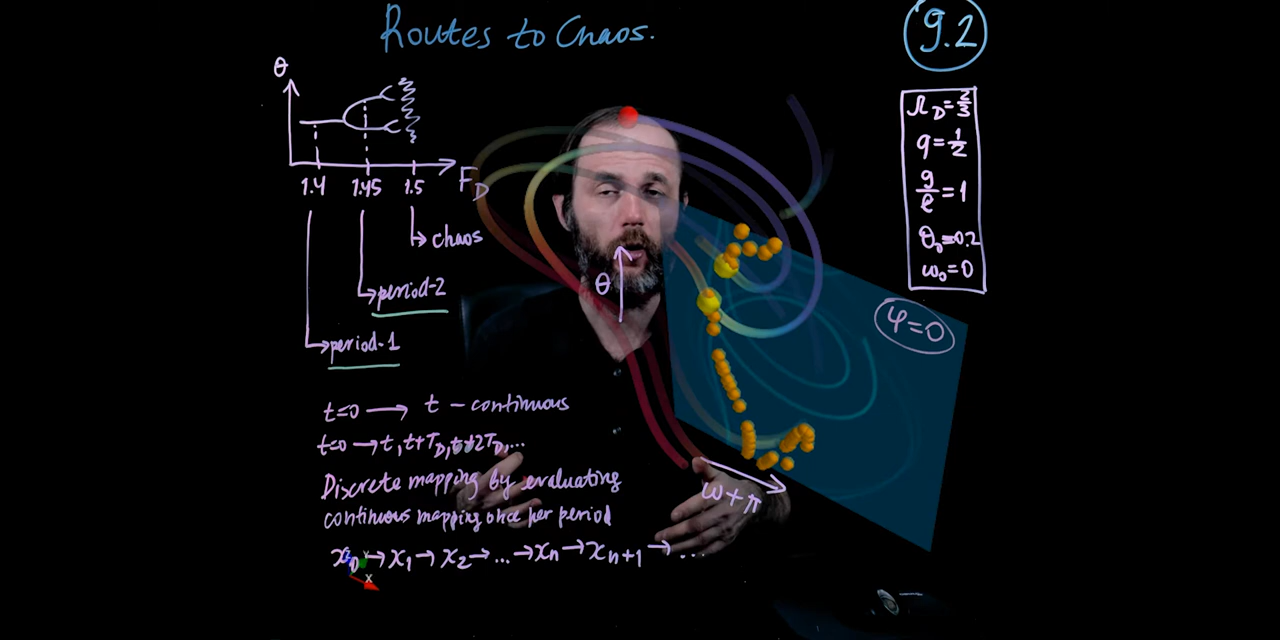 Routes to Chaos.
9.2
θ
1.4 1.45 1.5 F_D
chaos
period-2
period-1
Ω_D=2/3
q=1/2
g/ℓ=1
θ_0=0.2
ω_0=0
φ=0
θ
ω+π
t=0 → t - continuous
t=0 → t, t+T_D, t+2T_D, ...
Discrete mapping by evaluating
continuous mapping once per period
x_0 → x_1 → x_2 → ... → x_n → x_{n+1} → ...
Y
X